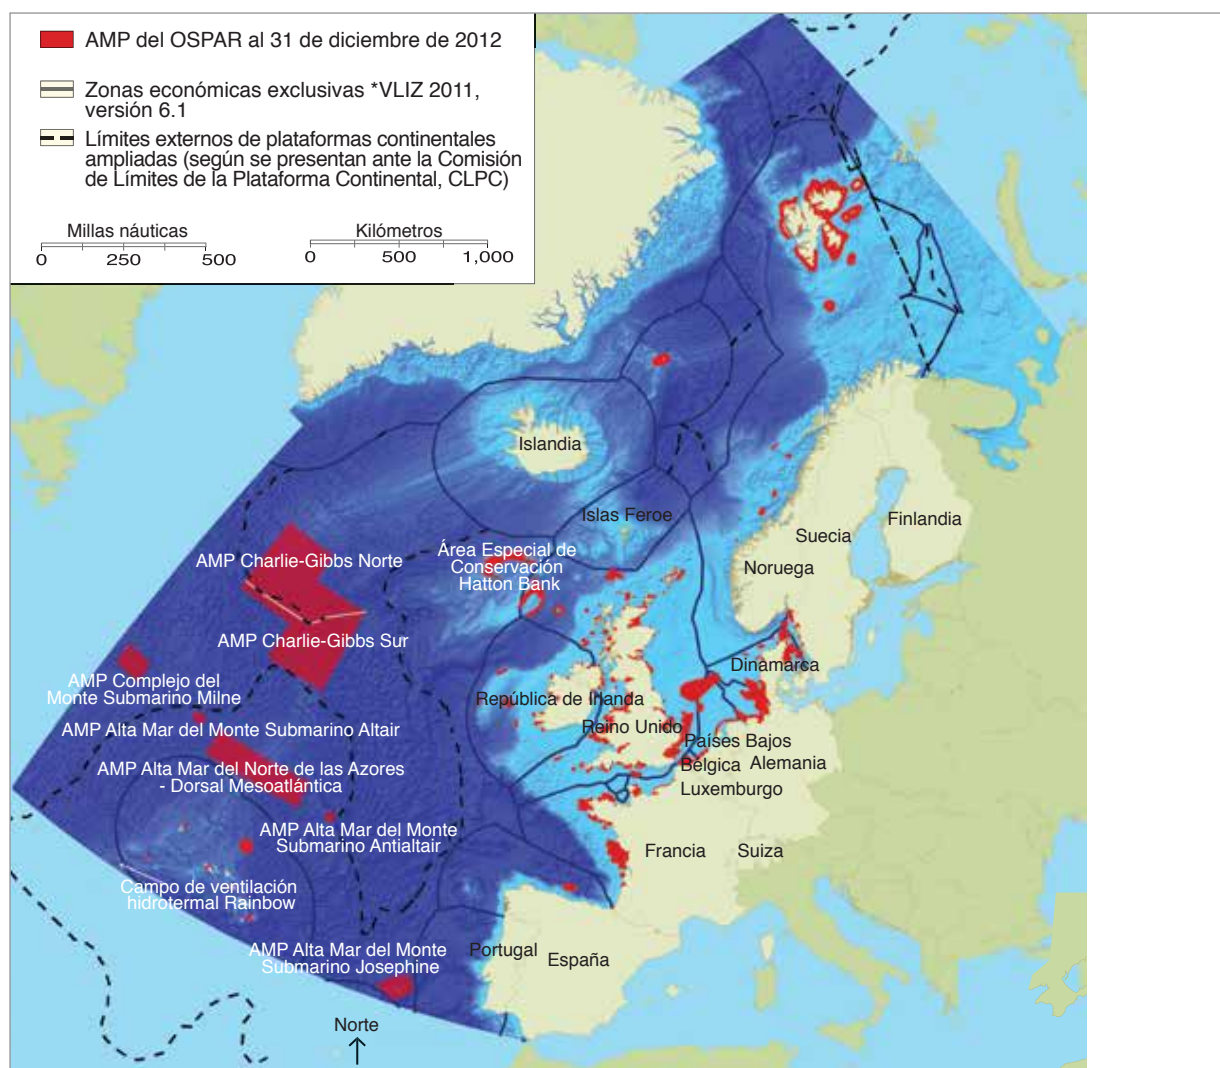 AMP del OSPAR al 31 de diciembre de 2012
Zonas económicas exclusivas *VLIZ 2011,
versión 6.1
Límites externos de plataformas continentales
ampliadas (según se presentan ante la Comisión
de Límites de la Plataforma Continental, CLPC)
Millas náuticas
0 250 500
Kilómetros
0 500 1,000
Islandia
Islas Feroe
Finlandia
Suecia
Noruega
AMP Charlie-Gibbs Norte
Área Especial de
Conservación
Hatton Bank
AMP Charlie-Gibbs Sur
Dinamarca
AMP Complejo del
Monte Submarino Milne
República de Irlanda
Reino Unido
AMP Alta Mar del Monte Submarino Altair
Países Bajos
Bélgica
Alemania
Luxemburgo
AMP Alta Mar del Norte de las Azores
- Dorsal Mesoatlántica
AMP Alta Mar del Monte
Submarino Antialtair
Francia
Suiza
Campo de ventilación
hidrotermal Rainbow
AMP Alta Mar del Monte
Submarino Josephine
Portugal
España
Norte